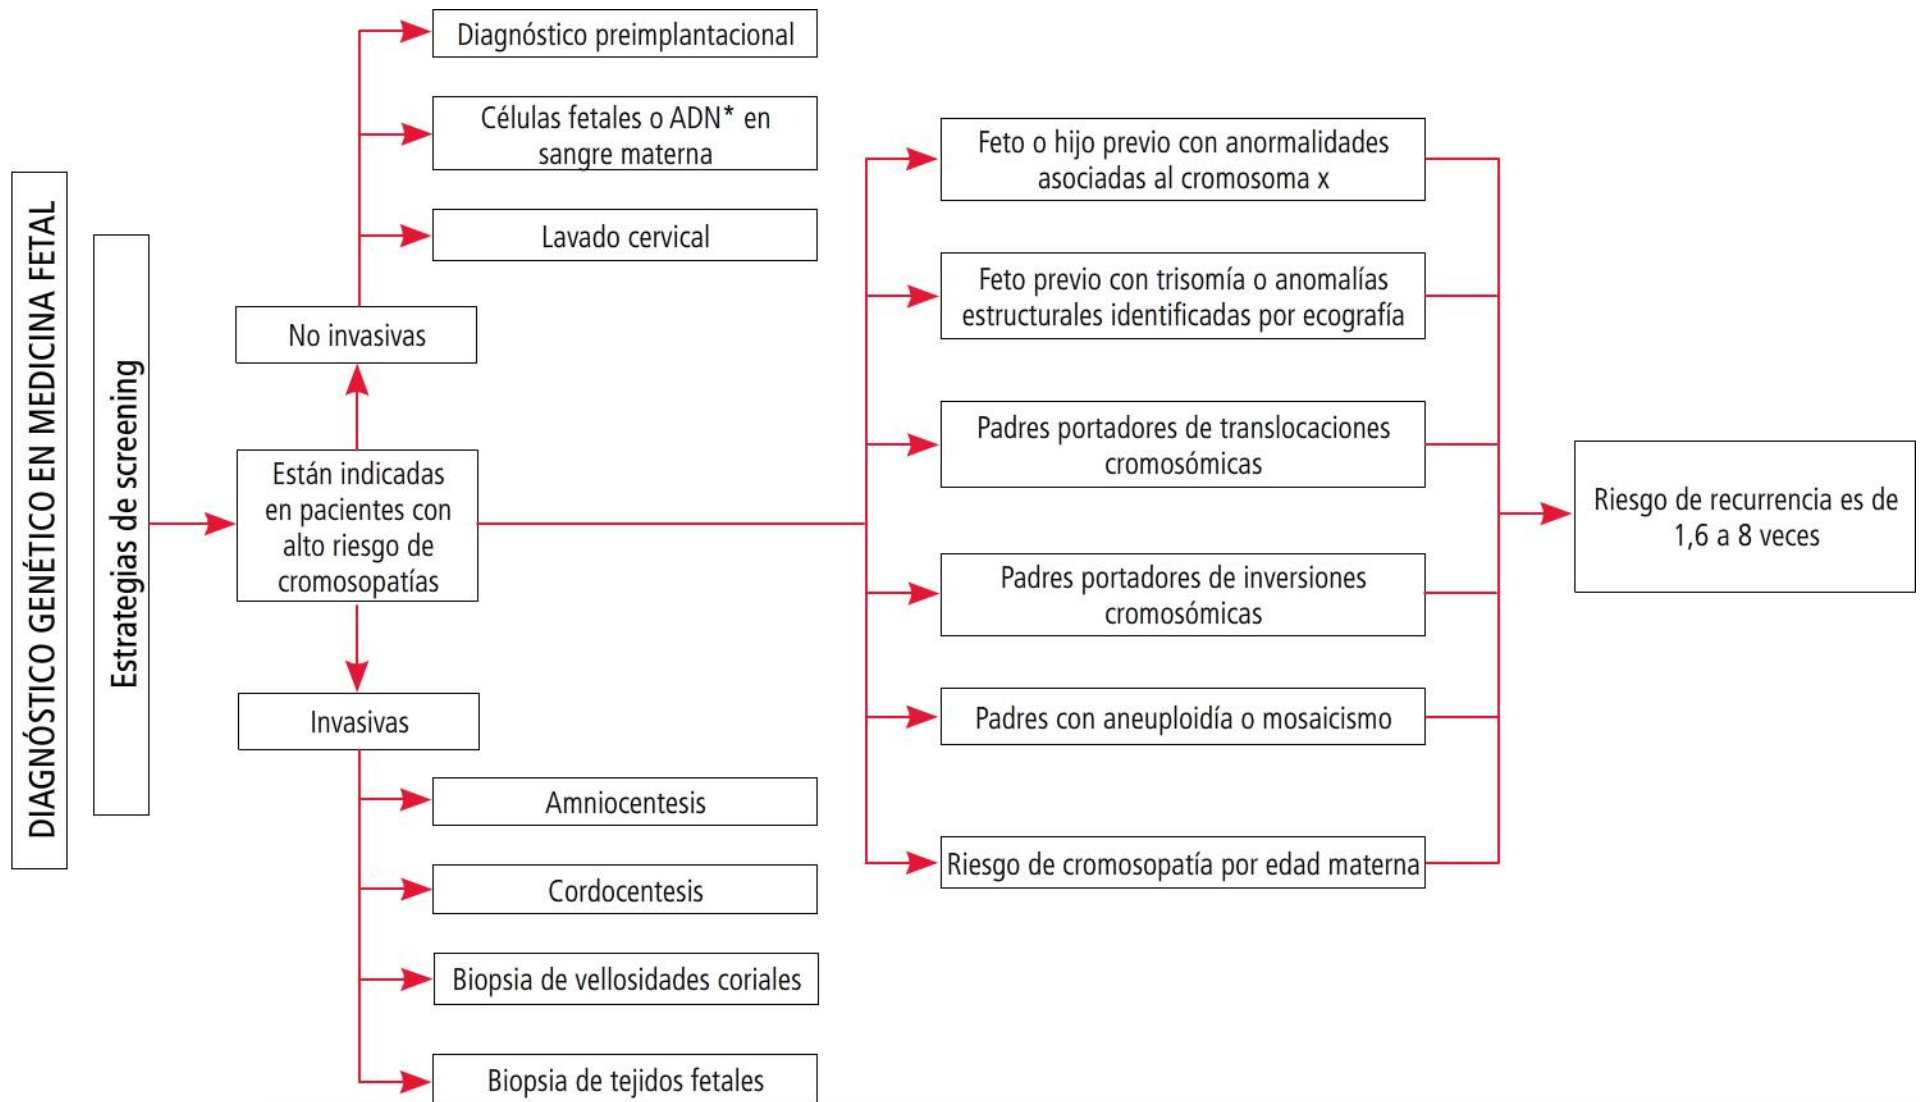 DIAGNÓSTICO GENÉTICO EN MEDICINA FETAL
Estrategias de screening
Están indicadas
en pacientes con
alto riesgo de
cromosopatías
No invasivas
Diagnóstico preimplantacional
Células fetales o ADN* en
sangre materna
Lavado cervical
Invasivas
Amniocentesis
Cordocentesis
Biopsia de vellosidades coriales
Biopsia de tejidos fetales
Feto o hijo previo con anormalidades
asociadas al cromosoma x
Feto previo con trisomía o anomalías
estructurales identificadas por ecografía
Padres portadores de translocaciones
cromosómicas
Padres portadores de inversiones
cromosómicas
Padres con aneuploidía o mosaicismo
Riesgo de cromosopatía por edad materna
Riesgo de recurrencia es de
1,6 a 8 veces